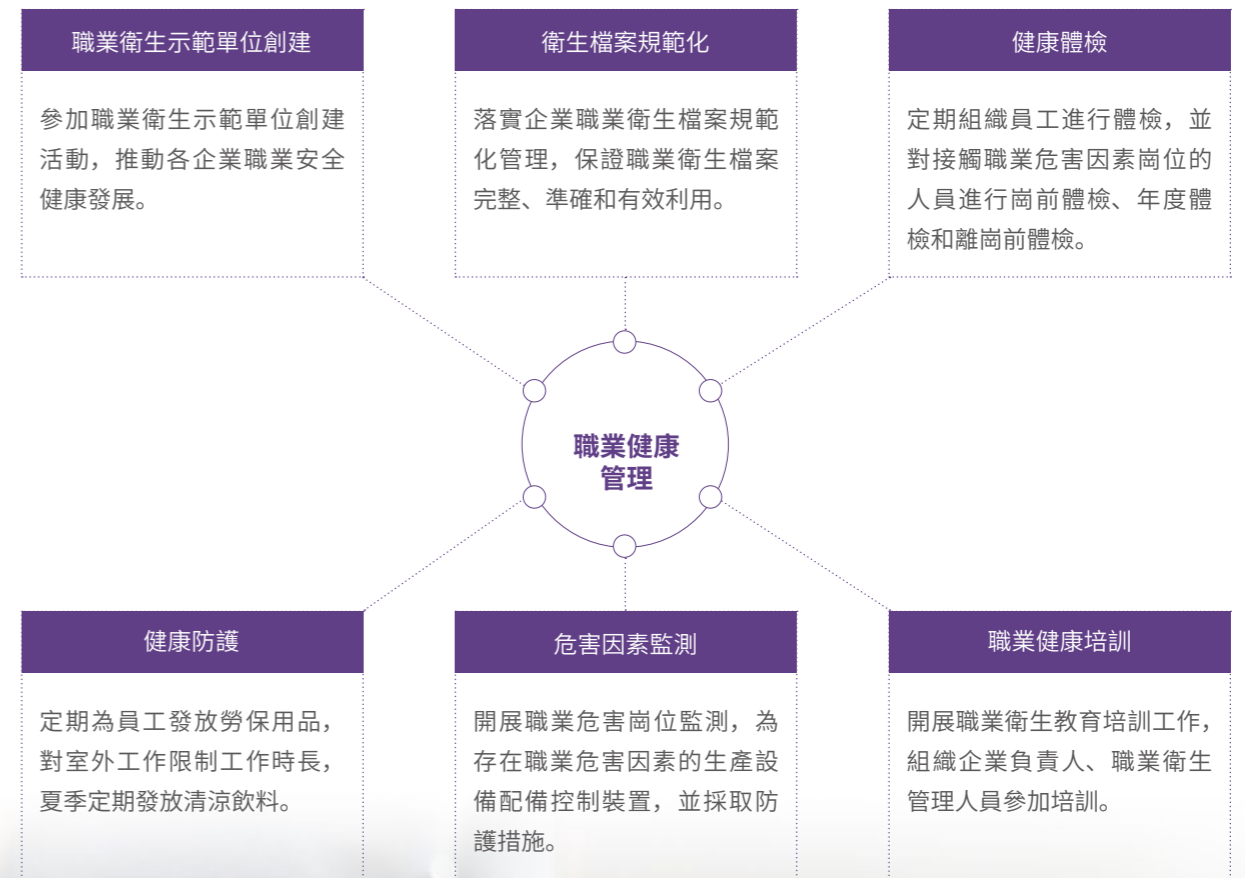 職業衛生示範單位創建
參加職業衛生示範單位創建
活動，推動各企業職業安全
健康發展。
衛生檔案規範化
落實企業職業衛生檔案規範
化管理，保證職業衛生檔案
完整、準確和有效利用。
健康體檢
定期組織員工進行體檢，並
對接觸職業危害因素崗位的
人員進行崗前體檢、年度體
檢和離崗前體檢。
職業健康
管理
健康防護
定期為員工發放勞保用品，
對室外工作限制工作時長，
夏季定期發放清涼飲料。
危害因素監測
開展職業危害崗位監測，為
存在職業危害因素的生產設
備配備控制裝置，並採取防
護措施。
職業健康培訓
開展職業衛生教育培訓工作，
組織企業負責人、職業衛生
管理人員參加培訓。